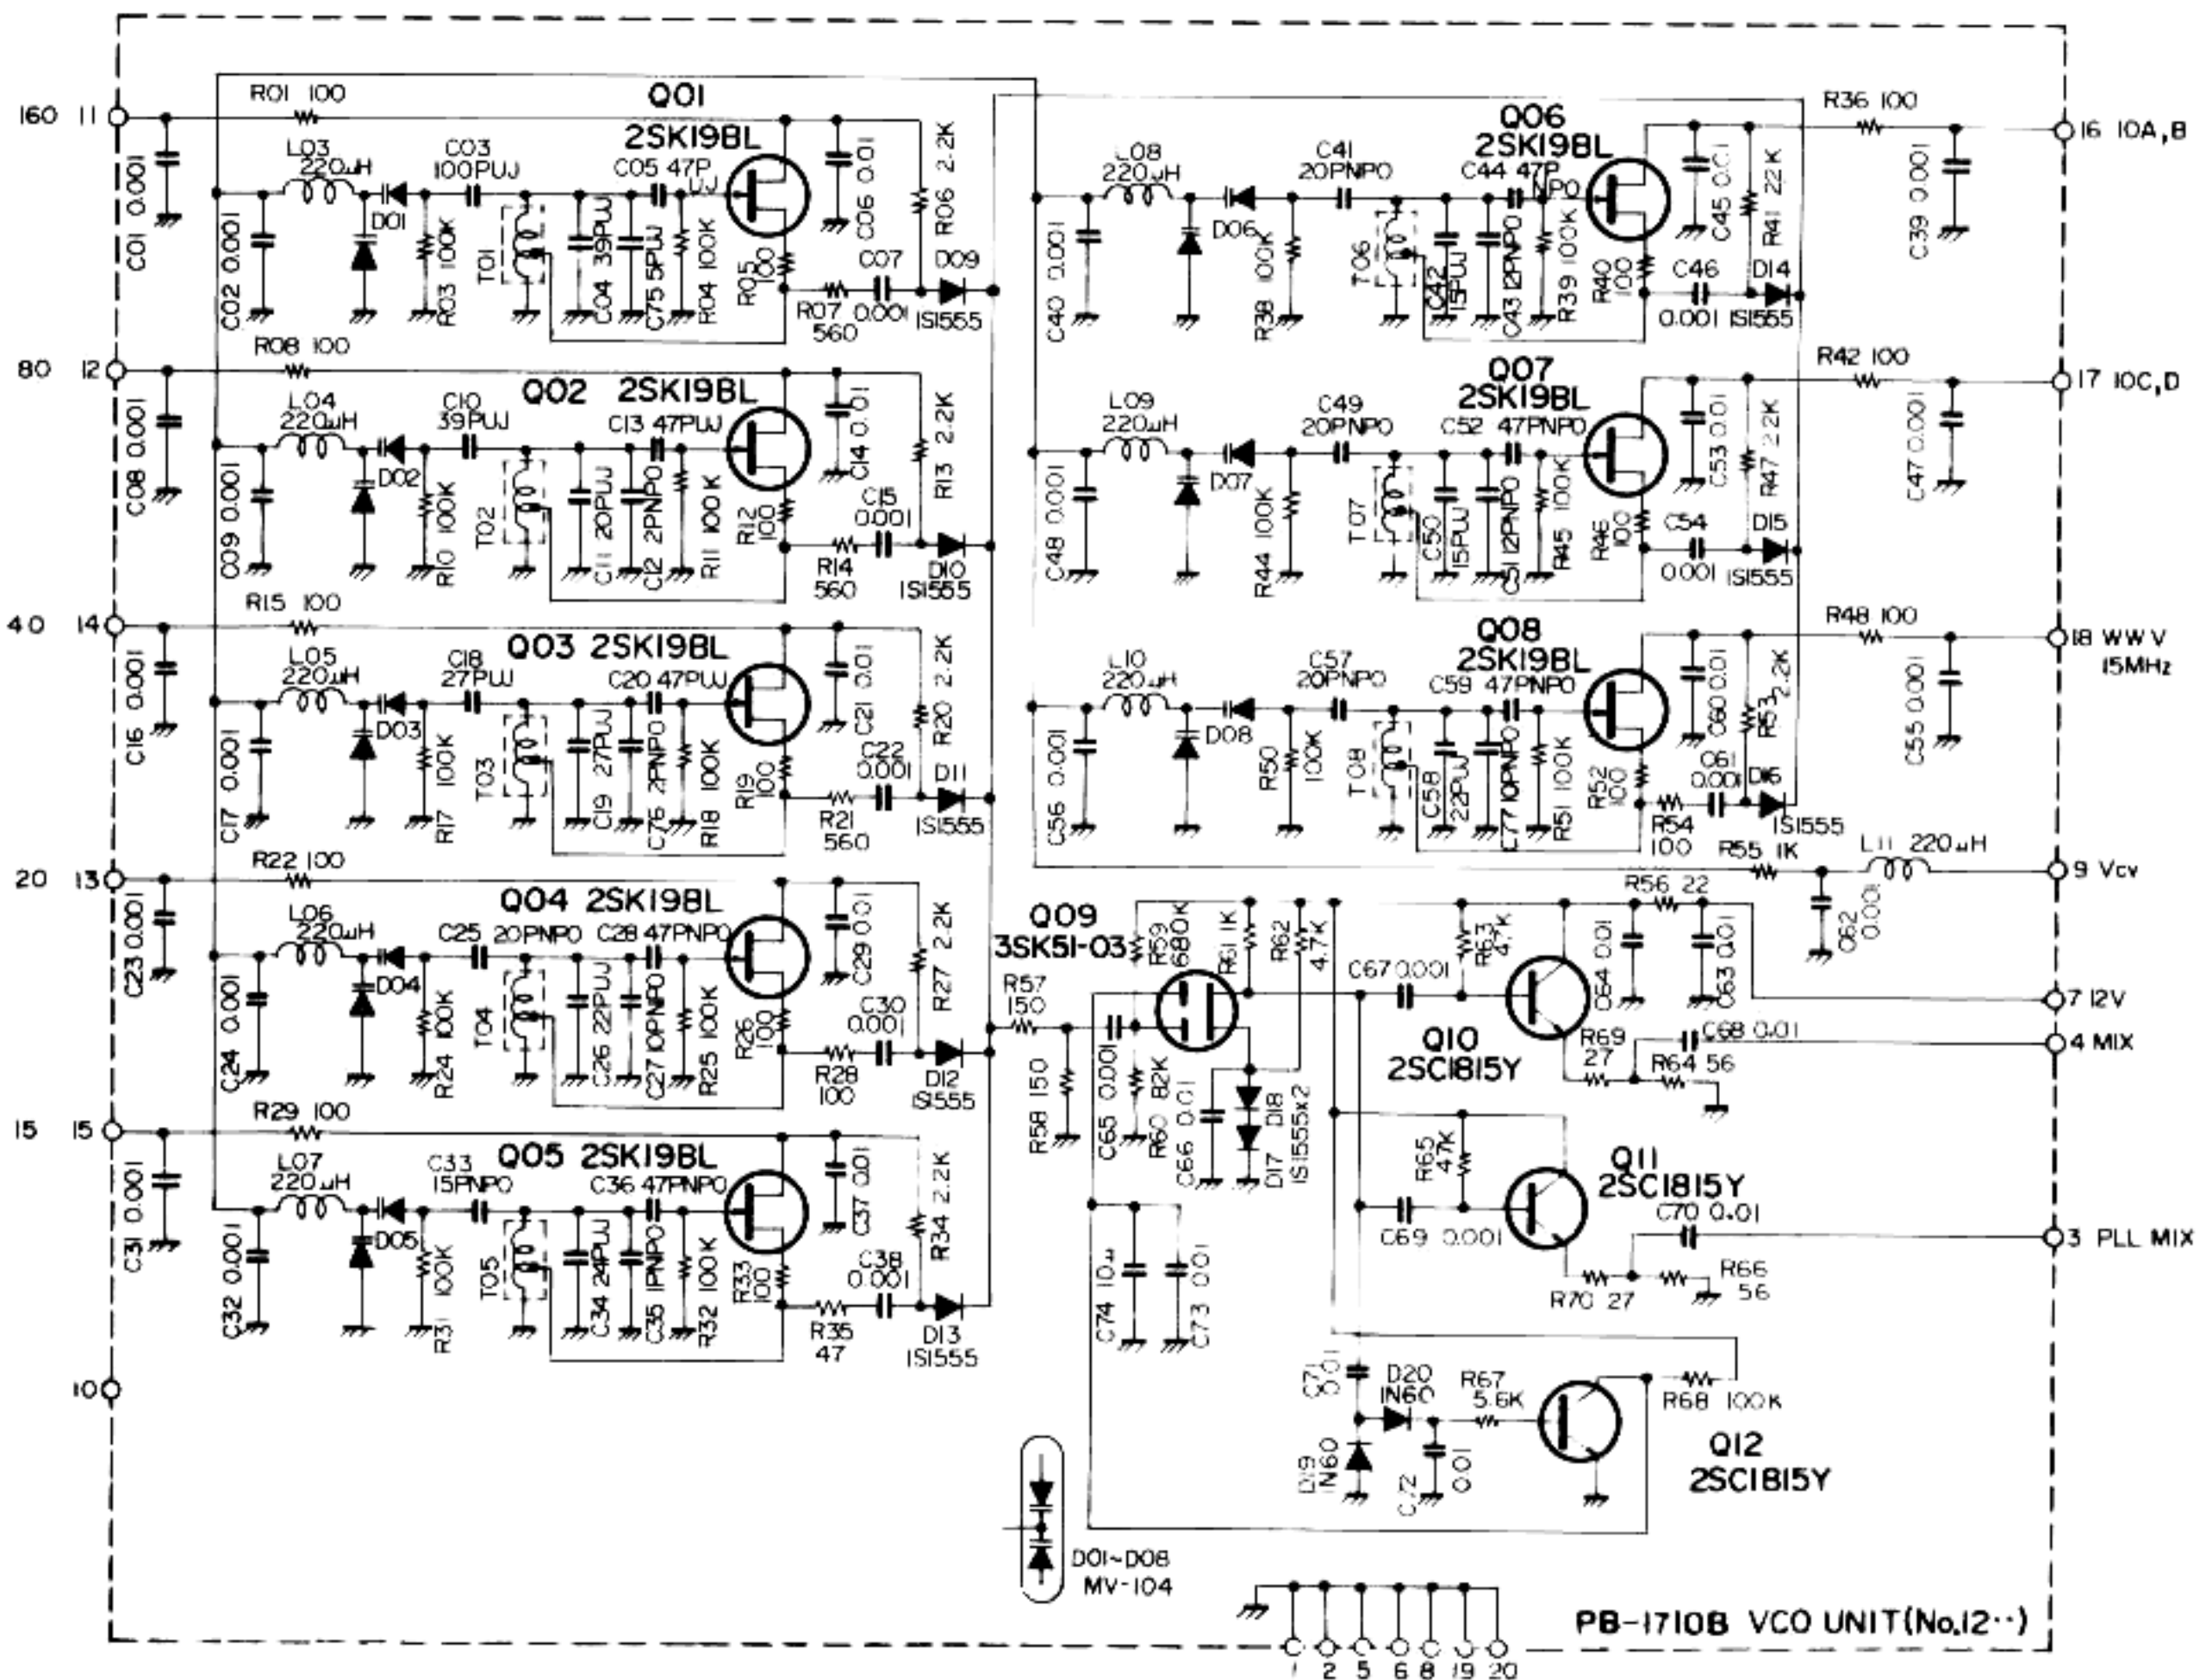 160 11
R01 100
C01 0.001
C02 0.001
L03
220μH
D01
R03 100K
C03
100PUJ
T01
C04 39PUJ
C75 5PUJ
C05 47P
UJ
R04 100K
Q01
2SK19BL
R05
100
C06 0.01
R06 2.2K
R07
560
C07
0.001
D09
1S1555
80 12
R08 100
C08 0.001
C09 0.001
L04
220μH
D02
R10 100K
C10
39PUJ
T02
C11 20PUJ
C12 2PNPO
C13 47PUJ
R11 100K
Q02 2SK19BL
R12
100
C14 0.01
R13 2.2K
R14
560
C15
0.001
D10
1S1555
40 14
R15 100
C16 0.001
C17 0.001
L05
220μH
D03
R17 100K
C18
27PUJ
T03
C19 27PUJ
C76 2PNPO
C20 47PUJ
R18 100K
Q03 2SK19BL
R19
100
C21 0.01
R20 2.2K
R21
560
C22
0.001
D11
1S1555
20 13
R22 100
C23 0.001
C24 0.001
L06
220μH
D04
R24 100K
C25
20PNPO
T04
C26 22PUJ
C27 10PNPO
C28 47PNPO
R25 100K
Q04 2SK19BL
R26
100
C29 0.01
R27 2.2K
R28
100
C30
0.001
D12
1S1555
15 15
R29 100
C31 0.001
C32 0.001
L07
220μH
D05
R31 100K
C33
15PNPO
T05
C34 24PUJ
C35 1PNPO
C36 47PNPO
R32 100K
Q05 2SK19BL
R33
100
C37 0.01
R34 2.2K
R35
47
C38
0.001
D13
1S1555
10
L08
220μH
C40 0.001
D06
R38 100K
C41
20PNPO
T06
C42
15PUJ
C43 12PNPO
C44 47P
NPO
R39 100K
Q06
2SK19BL
R40
100
C45 0.01
R41 22K
C46
0.001
D14
1S1555
R36 100
C39 0.001
16 10A,B
L09
220μH
C48 0.001
D07
R44 100K
C49
20PNPO
T07
C50
15PUJ
C51 12PNPO
C52 47PNPO
R45 100K
Q07
2SK19BL
R46
100
C53 0.01
R47 2.2K
C54
0.001
D15
1S1555
R42 100
C47 0.001
17 10C,D
L10
220μH
C56 0.001
D08
R50
100K
C57
20PNPO
T08
C58
22PUJ
C77 10PNPO
C59 47PNPO
R51 100K
Q08
2SK19BL
R52
100
C60 0.01
R53 2.2K
R54
100
C61
0.001
D16
1S1555
R48 100
C55 0.001
18 WWV
15MHz
R55 1K
L11 220μH
C62
0.001
9 Vcv
Q09
3SK51-03
R57
150
R58 150
C65 0.001
R59
680K
R60 82K
R61 1K
R62
4.7K
C66 0.01
D17 D18
1S1555x2
C67 0.001
R63
47K
Q10
2SC1815Y
R56 22
C64 0.01
C63 0.01
7 12V
R69
27
R64 56
C68 0.01
4 MIX
R65
47K
C69 0.001
Q11
2SC1815Y
C70 0.01
R70 27
R66
56
3 PLL MIX
C74 10μ
C73 0.01
C71
0.01
D19
1N60
D20
1N60
C72
0.01
R67
5.6K
R68 100K
Q12
2SC1815Y
D01~D08
MV-104
PB-1710B VCO UNIT(No.12··)
1 2 5 6 8 19 20